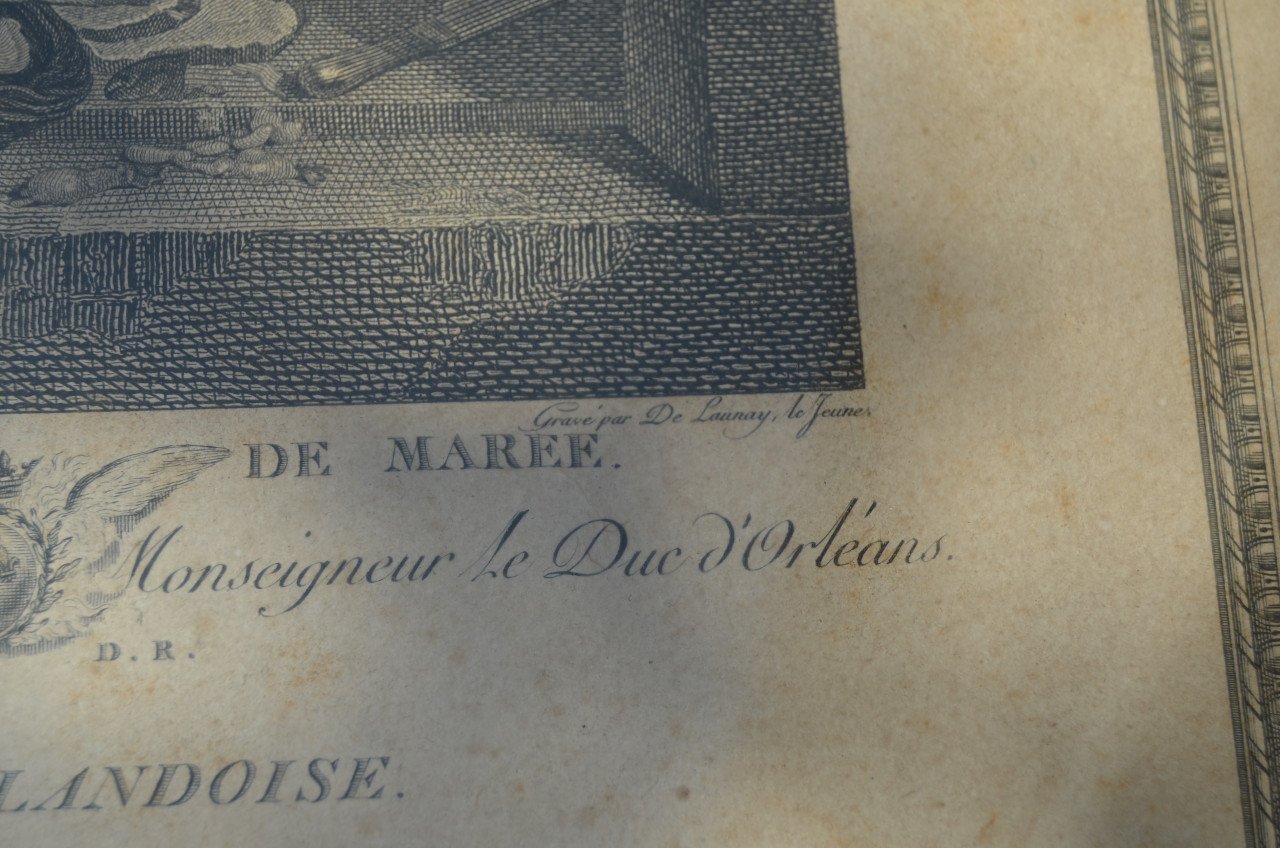 Gravé par De Launay, le Jeune.
DE MAREE.
Monseigneur le Duc d'Orléans.
D. R.
LANDOISE.